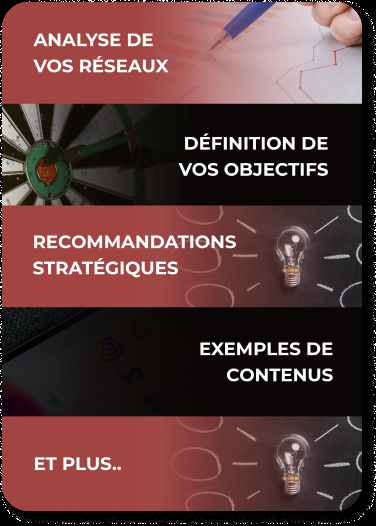 ANALYSE DE
VOS RÉSEAUX
DÉFINITION DE
VOS OBJECTIFS
RECOMMANDATIONS
STRATÉGIQUES
EXEMPLES DE
CONTENUS
ET PLUS..